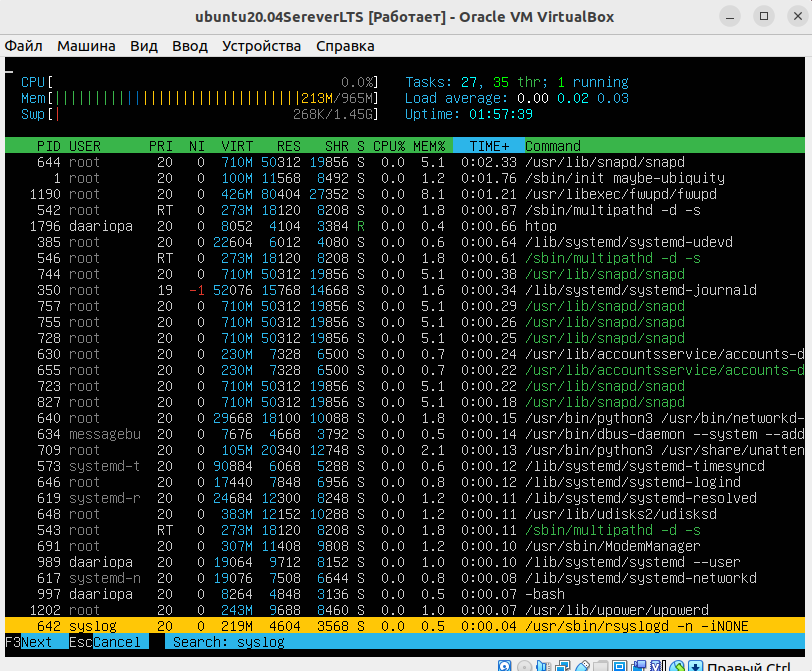 ubuntu20.04SereverLTS [Работает] - Oracle VM VirtualBox
Файл Машина Вид Ввод Устройства Справка
CPU[ 0.0%] Tasks: 27, 35 thr; 1 running
Mem[||||||||||||||||||||||||||||||213M/965M] Load average: 0.00 0.02 0.03
Swp[| 268K/1.45G] Uptime: 01:57:39
PID USER PRI NI VIRT RES SHR S CPU% MEM% TIME+ Command
644 root 20 0 710M 50312 19856 S 0.0 5.1 0:02.33 /usr/lib/snapd/snapd
1 root 20 0 100M 11568 8492 S 0.0 1.2 0:01.76 /sbin/init maybe-ubiquity
1190 root 20 0 426M 80404 27352 S 0.0 8.1 0:01.21 /usr/libexec/fwupd/fwupd
542 root RT 0 273M 18120 8208 S 0.0 1.8 0:00.87 /sbin/multipathd -d -s
1796 daariopa 20 0 8052 4104 3384 R 0.0 0.4 0:00.66 htop
385 root 20 0 22604 6012 4080 S 0.0 0.6 0:00.64 /lib/systemd/systemd-udevd
546 root RT 0 273M 18120 8208 S 0.0 1.8 0:00.61 /sbin/multipathd -d -s
744 root 20 0 710M 50312 19856 S 0.0 5.1 0:00.38 /usr/lib/snapd/snapd
350 root 19 -1 52076 15768 14668 S 0.0 1.6 0:00.34 /lib/systemd/systemd-journald
757 root 20 0 710M 50312 19856 S 0.0 5.1 0:00.29 /usr/lib/snapd/snapd
755 root 20 0 710M 50312 19856 S 0.0 5.1 0:00.26 /usr/lib/snapd/snapd
728 root 20 0 710M 50312 19856 S 0.0 5.1 0:00.25 /usr/lib/snapd/snapd
630 root 20 0 230M 7328 6500 S 0.0 0.7 0:00.24 /usr/lib/accountsservice/accounts-d
655 root 20 0 230M 7328 6500 S 0.0 0.7 0:00.22 /usr/lib/accountsservice/accounts-d
723 root 20 0 710M 50312 19856 S 0.0 5.1 0:00.22 /usr/lib/snapd/snapd
827 root 20 0 710M 50312 19856 S 0.0 5.1 0:00.18 /usr/lib/snapd/snapd
640 root 20 0 29668 18100 10088 S 0.0 1.8 0:00.15 /usr/bin/python3 /usr/bin/networkd-
634 messagebu 20 0 7676 4668 3792 S 0.0 0.5 0:00.14 /usr/bin/dbus-daemon --system --add
709 root 20 0 105M 20340 12748 S 0.0 2.1 0:00.13 /usr/bin/python3 /usr/share/unatten
573 systemd-t 20 0 90884 6068 5288 S 0.0 0.6 0:00.12 /lib/systemd/systemd-timesyncd
646 root 20 0 17440 7848 6956 S 0.0 0.8 0:00.12 /lib/systemd/systemd-logind
619 systemd-r 20 0 24684 12300 8248 S 0.0 1.2 0:00.11 /lib/systemd/systemd-resolved
648 root 20 0 383M 12152 10288 S 0.0 1.2 0:00.11 /usr/lib/udisks2/udisksd
543 root RT 0 273M 18120 8208 S 0.0 1.8 0:00.11 /sbin/multipathd -d -s
691 root 20 0 307M 11408 9808 S 0.0 1.2 0:00.10 /usr/sbin/ModemManager
989 daariopa 20 0 19064 9712 8152 S 0.0 1.0 0:00.10 /lib/systemd/systemd --user
617 systemd-n 20 0 19076 7508 6644 S 0.0 0.8 0:00.08 /lib/systemd/systemd-networkd
997 daariopa 20 0 8264 4848 3136 S 0.0 0.5 0:00.07 -bash
1202 root 20 0 243M 9688 8460 S 0.0 1.0 0:00.07 /usr/lib/upower/upowerd
642 syslog 20 0 219M 4604 3568 S 0.0 0.5 0:00.04 /usr/sbin/rsyslogd -n -iNONE
F3Next EscCancel Search: syslog
Правый Ctrl